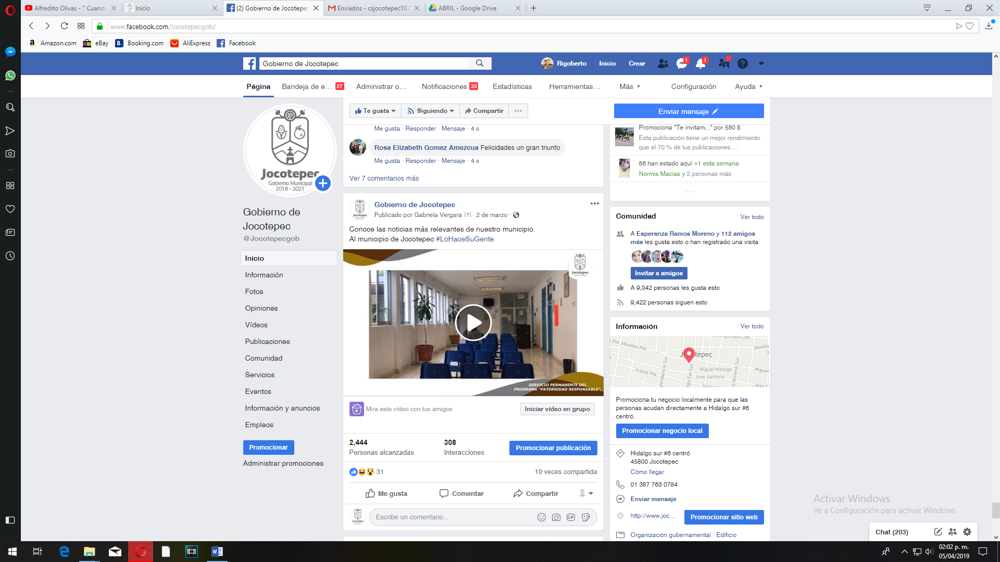 Alfredito Olivas - " Cuando
Inicio
(2) Gobierno de Jocotepec
Enviados - csjocotepec182
ABRIL - Google Drive
www.facebook.com/Jocotepecgob/
Amazon.com
eBay
Booking.com
AliExpress
Facebook
Gobierno de Jocotepec
Rigoberto
Inicio
Crear
1
1
Página
Bandeja de e... 27
Administrar o...
Notificaciones 33
Estadísticas
Herramientas...
Más
Configuración
Ayuda
Jocotepec
Gobierno Municipal
2018 - 2021
Gobierno de
Jocotepec
@Jocotepecgob
Inicio
Información
Fotos
Opiniones
Vídeos
Publicaciones
Comunidad
Servicios
Eventos
Información y anuncios
Empleos
Promocionar
Administrar promociones
Te gusta
Siguiendo
Compartir
Enviar mensaje
Me gusta · Responder · Mensaje · 4 s
Rosa Elizabeth Gomez Amezcua Felicidades un gran triunfo
Me gusta · Responder · Mensaje · 4 s
Ver 7 comentarios más
Gobierno de Jocotepec
Publicado por Gabriela Vergara [?] · 2 de marzo ·
Conoce las noticias más relevantes de nuestro municipio.
Al municipio de Jocotepec #LoHaceSuGente
Jocotepec
SERVICIO PERMANENTE DEL
PROGRAMA "PATERNIDAD RESPONSABLE".
Mira este vídeo con tus amigos
Iniciar vídeo en grupo
2,444
Personas alcanzadas
308
Interacciones
Promocionar publicación
31
10 veces compartida
Me gusta
Comentar
Compartir
Escribe un comentario...
GIF
Promociona "Te invitam..." por 580 $
Esta publicación tiene un mejor rendimiento
que el 70 % de tus publicaciones....
86 han estado aquí +1 esta semana
Normis Macias y 2 personas más
Comunidad
Ver todo
A Esperanza Ramos Moreno y 112 amigos
más les gusta esto o han registrado una visita
Invitar a amigos
A 9,042 personas les gusta esto
9,422 personas siguen esto
Información
Ver todo
Morelos Pte.
Juárez Pte.
Miguel Hidalgo
Jose Santana
Promociona tu negocio localmente para que las
personas acudan directamente a Hidalgo sur #6
centró.
Promocionar negocio local
Hidalgo sur #6 centró
45800 Jocotepec
Cómo llegar
01 387 763 0784
Enviar mensaje
http://www.joc...
Promocionar sitio web
Organización gubernamental · Edificio
Activar Windows
Ve a Configuración para activar Windows.
Chat (203)
02:02 p. m.
05/04/2019